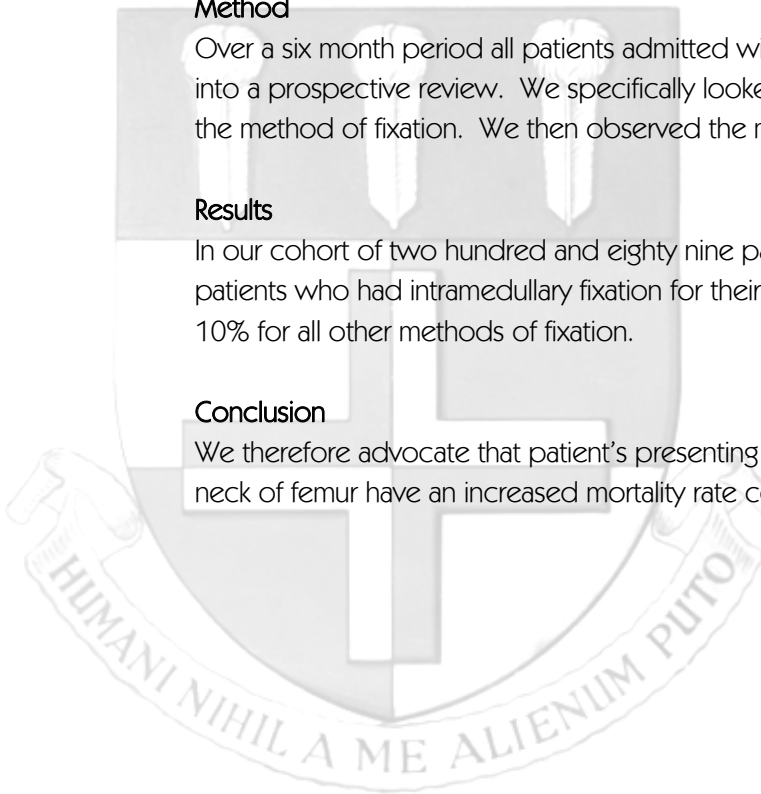 Method
Over a six month period all patients admitted
into a prospective review. We specifically
the method of fixation. We then observed the
Results
In our cohort of two hundred and eighty nine
patients who had intramedullary fixation for their
10% for all other methods of fixation.
Conclusion
We therefore advocate that patient's presenting
neck of femur have an increased mortality rate
HUMANI NIHIL A ME ALIENUM PUTO